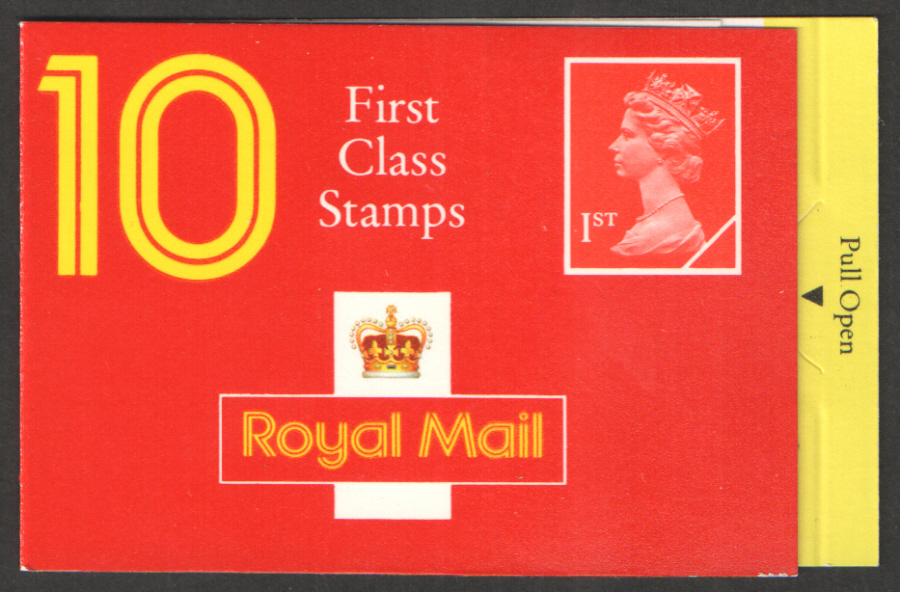 10
First
Class
Stamps
1ST
Royal Mail
Pull Open